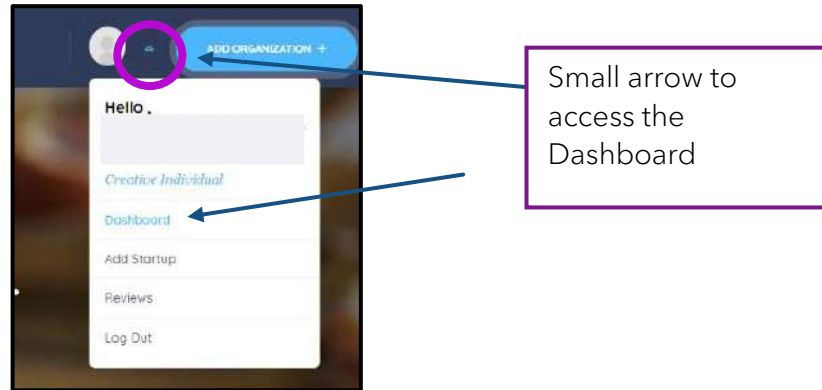 ADD ORGANIZATION +
Hello .
Creative Individual
Dashboard
Add Startup
Reviews
Log Out
Small arrow to
access the
Dashboard